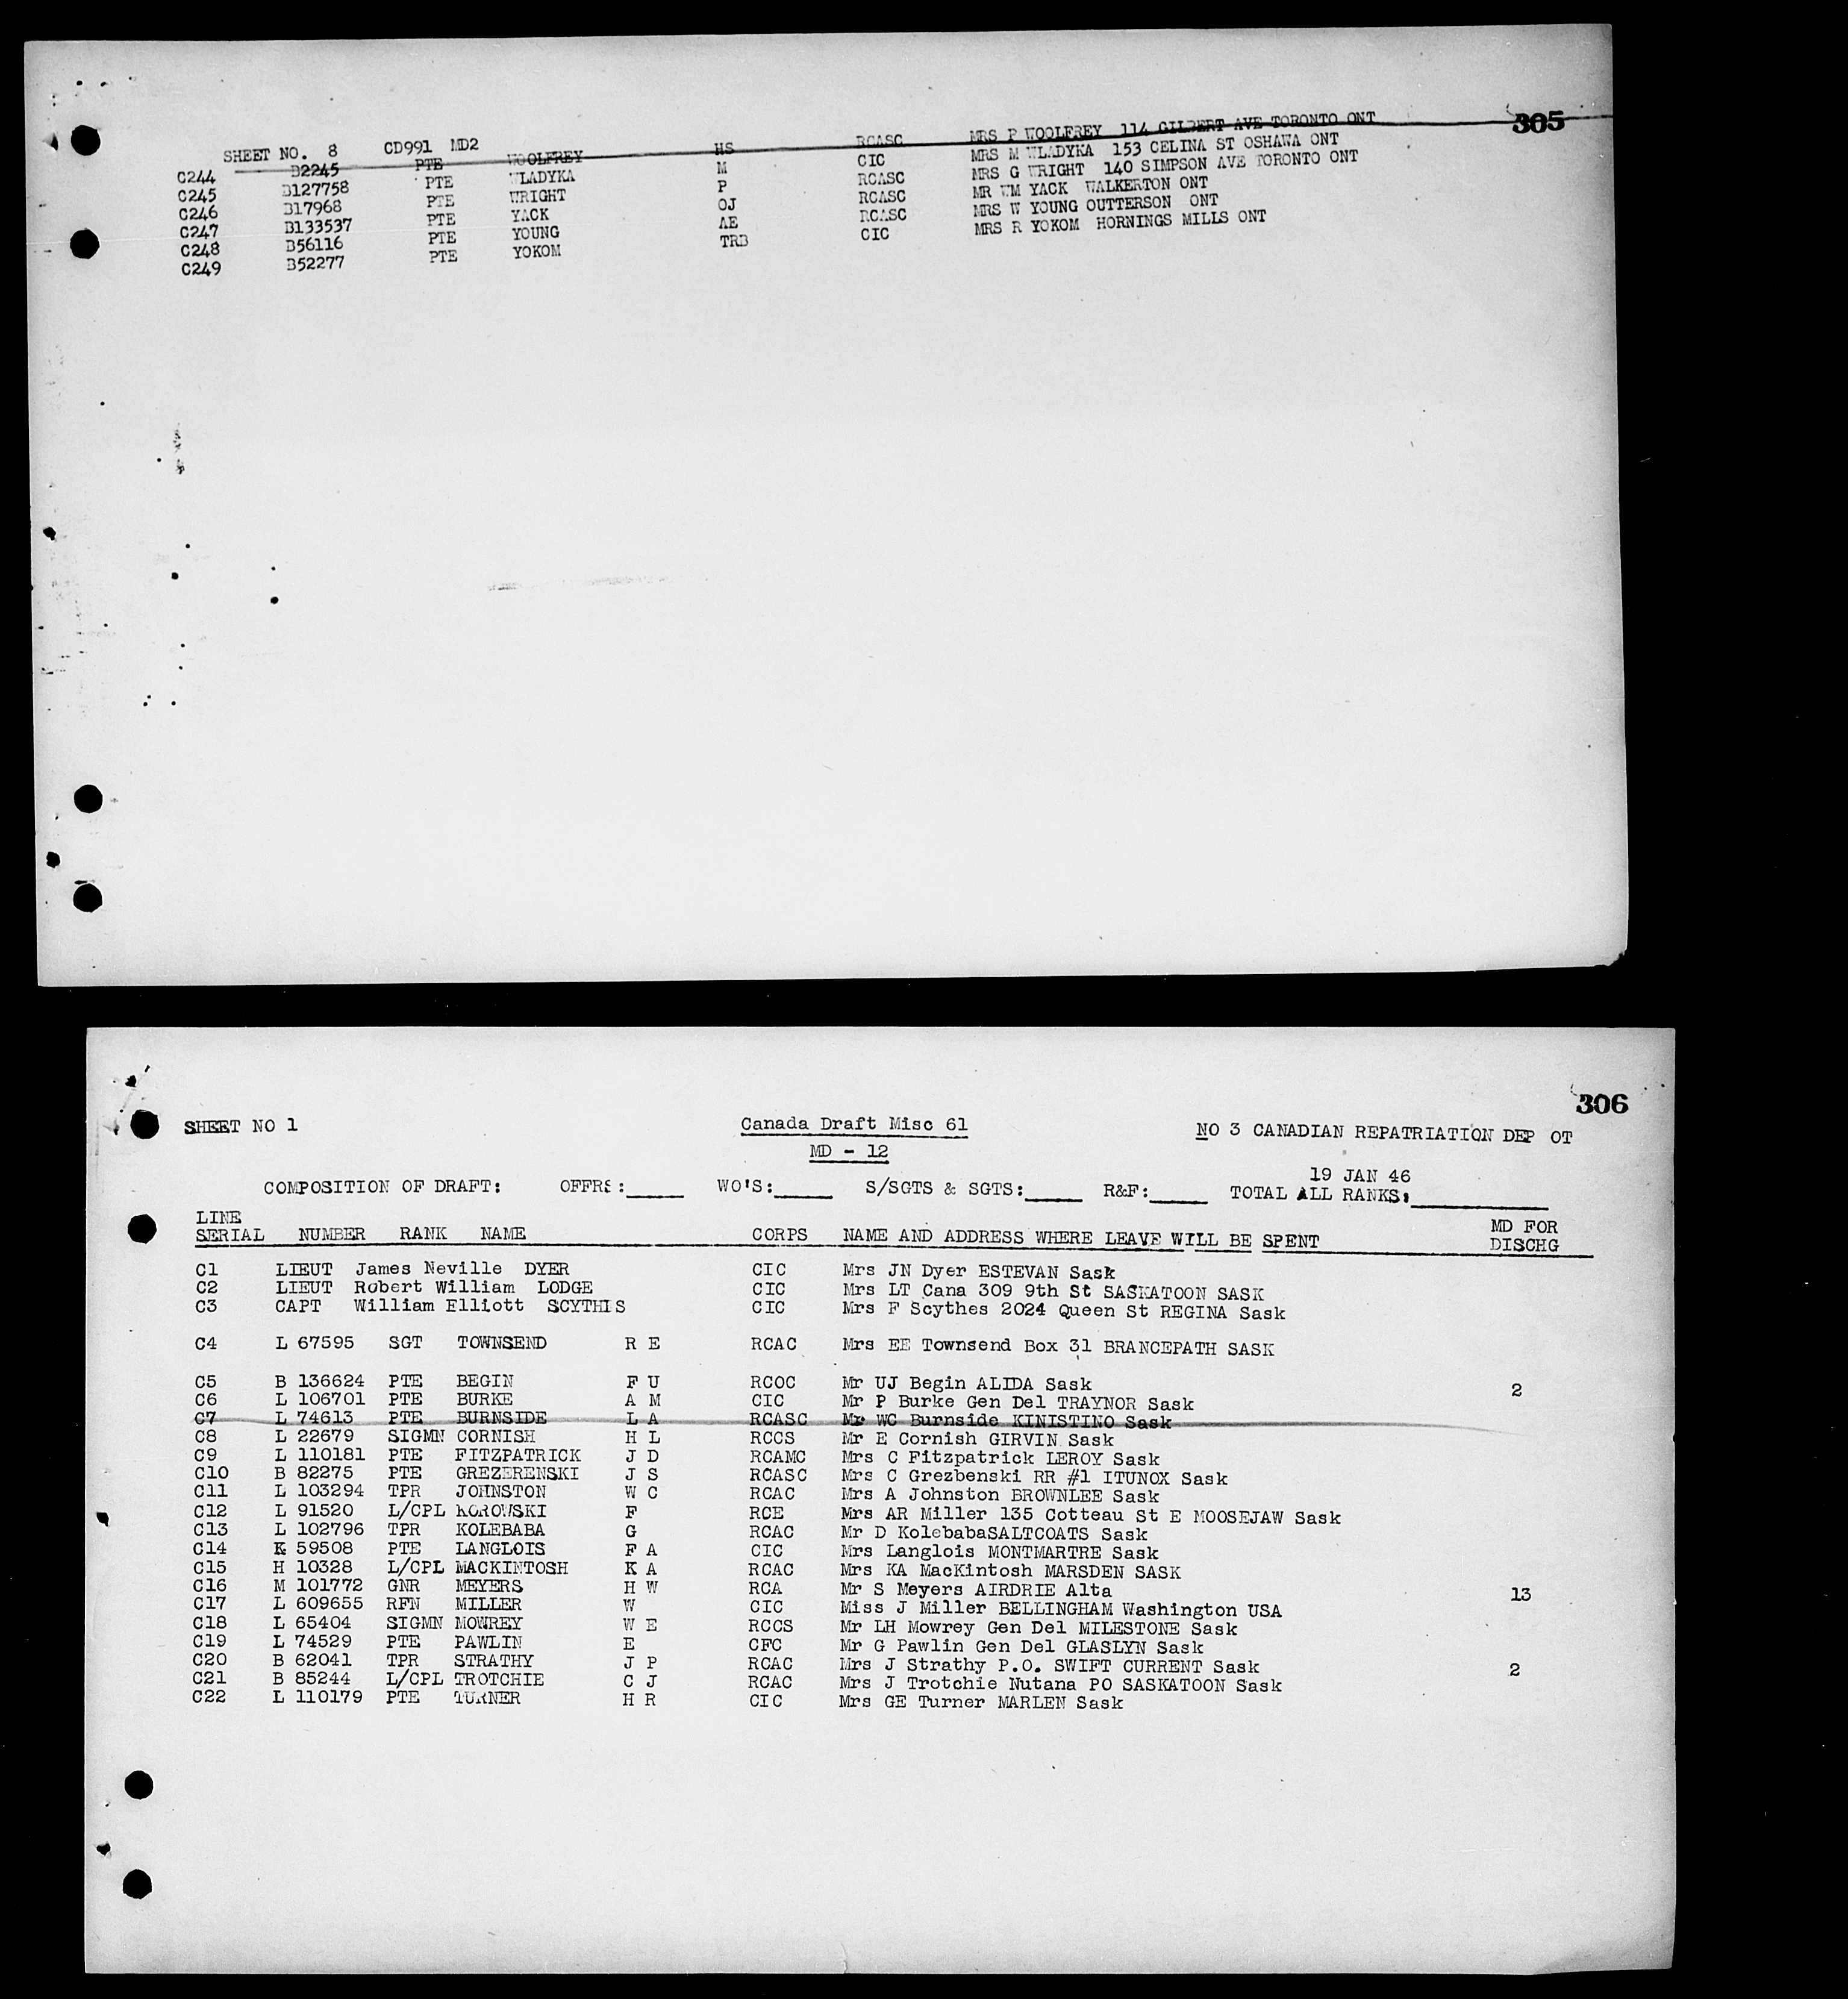 305
SHEET NO. 8 CD991 MD2
C244 B2245 PTE WOOLFREY HS RCASC MRS P WOOLFREY 114 GILBERT AVE TORONTO ONT
C245 B127758 PTE WLADYKA M CIC MRS M WLADYKA 153 CELINA ST OSHAWA ONT
C246 B17968 PTE WRIGHT P RCASC MRS G WRIGHT 140 SIMPSON AVE TORONTO ONT
C247 B133537 PTE YACK OJ RCASC MR WM YACK WALKERTON ONT
C248 B56116 PTE YOUNG AE RCASC MRS W YOUNG OUTTERSON ONT
C249 B52277 PTE YOKOM TRB CIC MRS R YOKOM HORNINGS MILLS ONT
306
SHEET NO 1 Canada Draft Misc 61 NO 3 CANADIAN REPATRIATION DEP OT
MD - 12
19 JAN 46
COMPOSITION OF DRAFT: OFFRS:_____ WO'S:_____ S/SGTS & SGTS:_____ R&F:_____ TOTAL ALL RANKS:_____
LINE
SERIAL NUMBER RANK NAME CORPS NAME AND ADDRESS WHERE LEAVE WILL BE SPENT MD FOR
DISCHG
C1 LIEUT James Neville DYER CIC Mrs JN Dyer ESTEVAN Sask
C2 LIEUT Robert William LODGE CIC Mrs LT Cana 309 9th St SASKATOON SASK
C3 CAPT William Elliott SCYTHES CIC Mrs F Scythes 2024 Queen St REGINA Sask
C4 L 67595 SGT TOWNSEND R E RCAC Mrs EE Townsend Box 31 BRANCEPATH SASK
C5 B 136624 PTE BEGIN F U RCOC Mr UJ Begin ALIDA Sask 2
C6 L 106701 PTE BURKE A M CIC Mr P Burke Gen Del TRAYNOR Sask
C7 L 74613 PTE BURNSIDE L A RCASC Mr WC Burnside KINISTINO Sask
C8 L 22679 SIGMN CORNISH H L RCCS Mr E Cornish GIRVIN Sask
C9 L 110181 PTE FITZPATRICK J D RCAMC Mrs C Fitzpatrick LEROY Sask
C10 B 82275 PTE GREZERENSKI J S RCASC Mrs C Grezbenski RR #1 ITUNOX Sask
C11 L 103294 TPR JOHNSTON W C RCAC Mrs A Johnston BROWNLEE Sask
C12 L 91520 L/CPL KOROWSKI F RCE Mrs AR Miller 135 Cotteau St E MOOSEJAW Sask
C13 L 102796 TPR KOLEBABA G RCAC Mr D KolebabaSALTCOATS Sask
C14 K 59508 PTE LANGLOIS F A CIC Mrs Langlois MONTMARTRE Sask
C15 H 10328 L/CPL MACKINTOSH K A RCAC Mrs KA MacKintosh MARSDEN SASK
C16 M 101772 GNR MEYERS H W RCA Mr S Meyers AIRDRIE Alta 13
C17 L 609655 RFN MILLER W CIC Miss J Miller BELLINGHAM Washington USA
C18 L 65404 SIGMN MOWREY W E RCCS Mr LH Mowrey Gen Del MILESTONE Sask
C19 L 74529 PTE PAWLIN E CFC Mr G Pawlin Gen Del GLASLYN Sask
C20 B 62041 TPR STRATHY J P RCAC Mrs J Strathy P.O. SWIFT CURRENT Sask 2
C21 B 85244 L/CPL TROTCHIE C J RCAC Mrs J Trotchie Nutana PO SASKATOON Sask
C22 L 110179 PTE TURNER H R CIC Mrs GE Turner MARLEN Sask